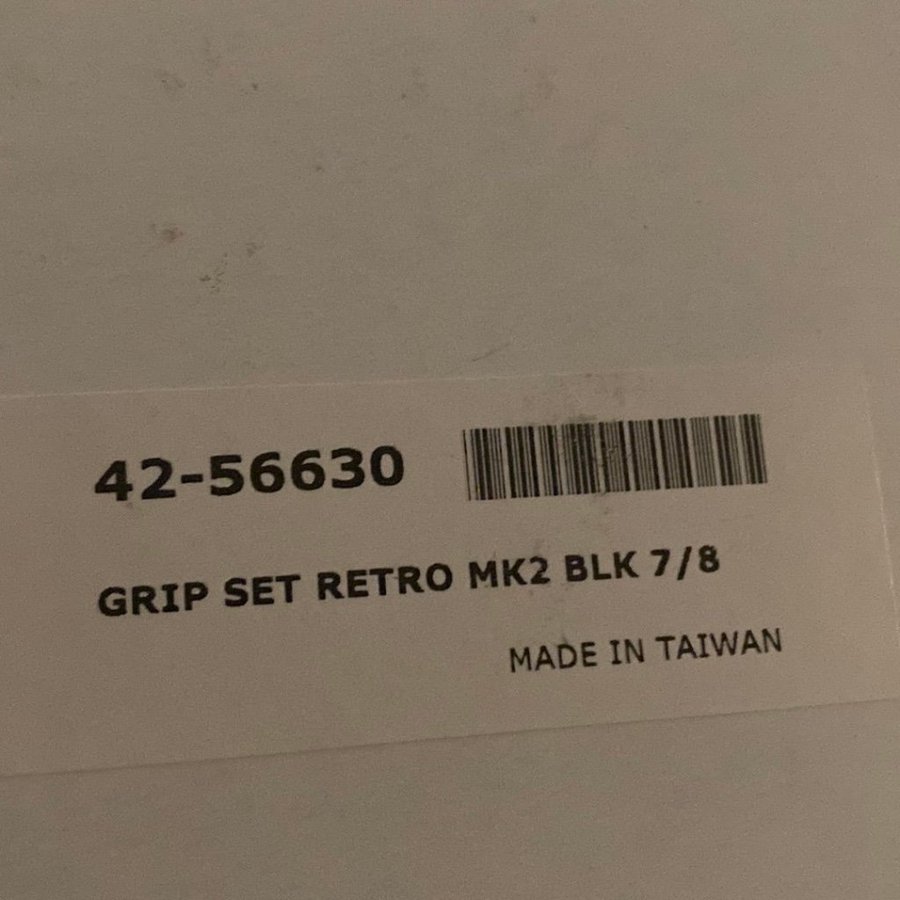 42-56630
GRIP SET RETRO MK2 BLK 7/8
MADE IN TAIWAN